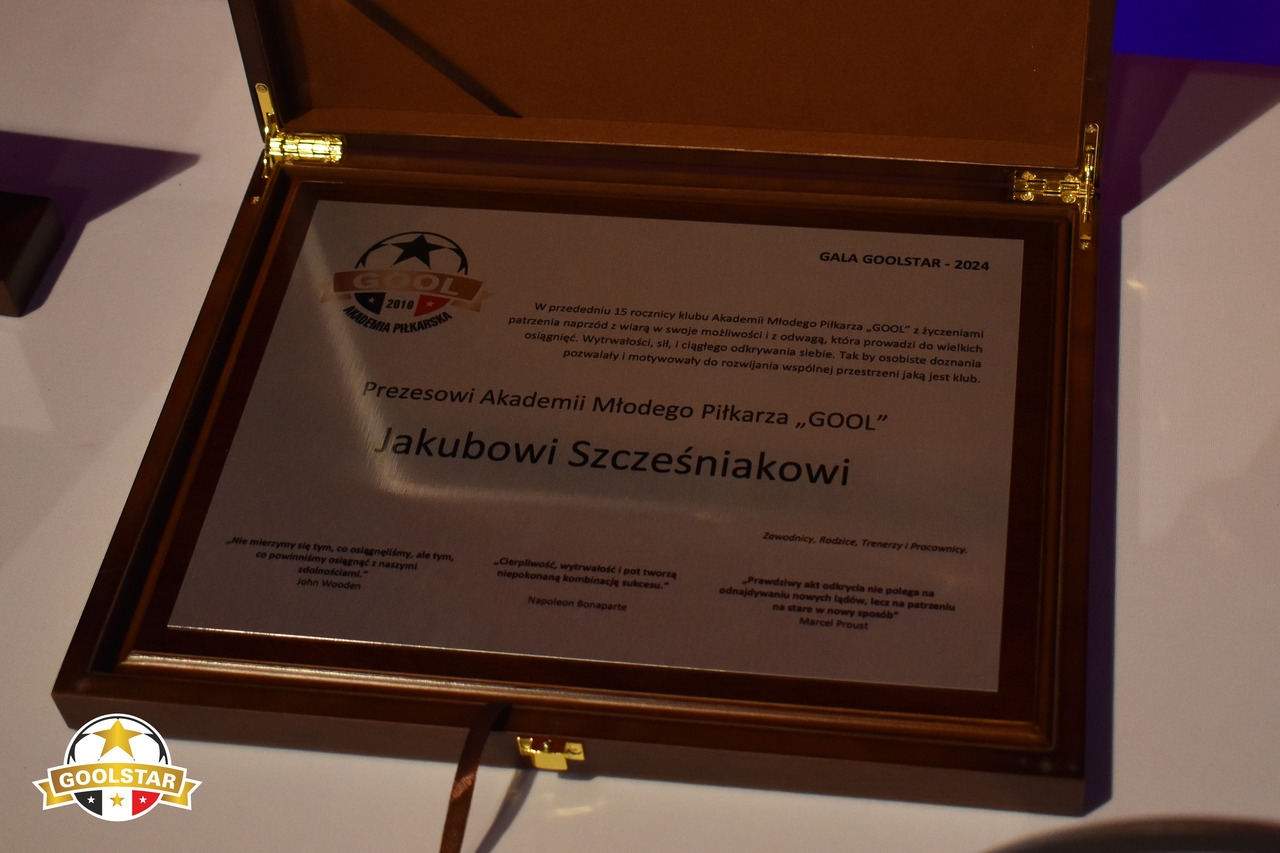 GALA GOOLSTAR - 2024
GOOL
2010
AKADEMIA PIŁKARSKA
W przededniu 15 rocznicy klubu Akademii Młodego Piłkarza „GOOL” z życzeniami
patrzenia naprzód z wiarą w swoje możliwości i z odwagą, która prowadzi do wielkich
osiągnięć. Wytrwałości, sił, i ciągłego odkrywania siebie. Tak by osobiste doznania
pozwalały i motywowały do rozwijania wspólnej przestrzeni jaką jest klub.
Prezesowi Akademii Młodego Piłkarza „GOOL”
Jakubowi Szcześniakowi
Zawodnicy, Rodzice, Trenerzy i Pracownicy.
„Nie mierzymy się tym, co osiągnęliśmy, ale tym,
co powinniśmy osiągnąć z naszymi
zdolnościami.”
John Wooden
„Cierpliwość, wytrwałość i pot tworzą
niepokonaną kombinację sukcesu.”
Napoleon Bonaparte
„Prawdziwy akt odkrycia nie polega na
odnajdywaniu nowych lądów, lecz na patrzeniu
na stare w nowy sposób”
Marcel Proust
GOOLSTAR